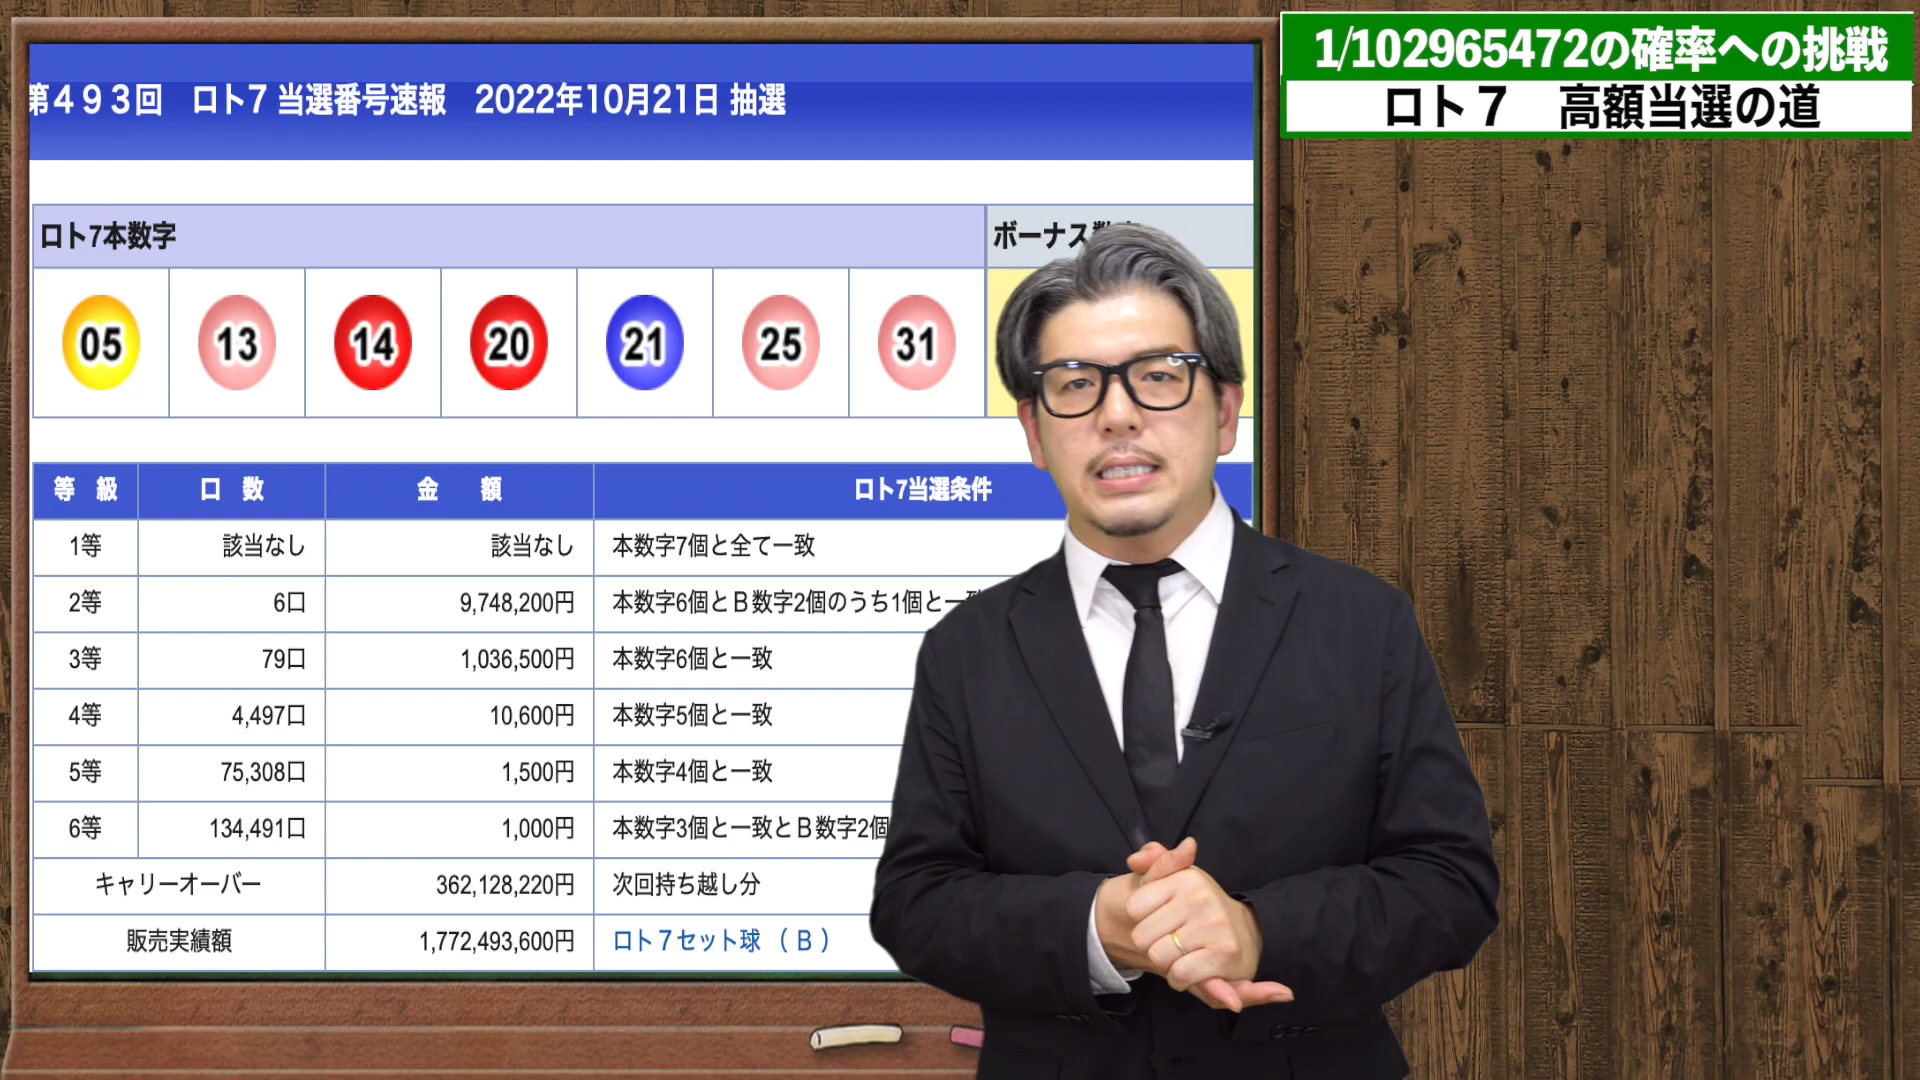 1/102965472の確率への挑戦
ロト７　高額当選の道
第４９３回　ロト７ 当選番号速報　2022年10月21日 抽選
ロト7本数字 ボーナス
05 13 14 20 21 25 31
等　級 口　数 金　　額 ロト7当選条件
1等 該当なし 該当なし 本数字7個と全て一致
2等 6口 9,748,200円 本数字6個とＢ数字2個のうち1個と一致
3等 79口 1,036,500円 本数字6個と一致
4等 4,497口 10,600円 本数字5個と一致
5等 75,308口 1,500円 本数字4個と一致
6等 134,491口 1,000円 本数字3個と一致とＢ数字2個
キャリーオーバー 362,128,220円 次回持ち越し分
販売実績額 1,772,493,600円 ロト７セット球 （Ｂ）